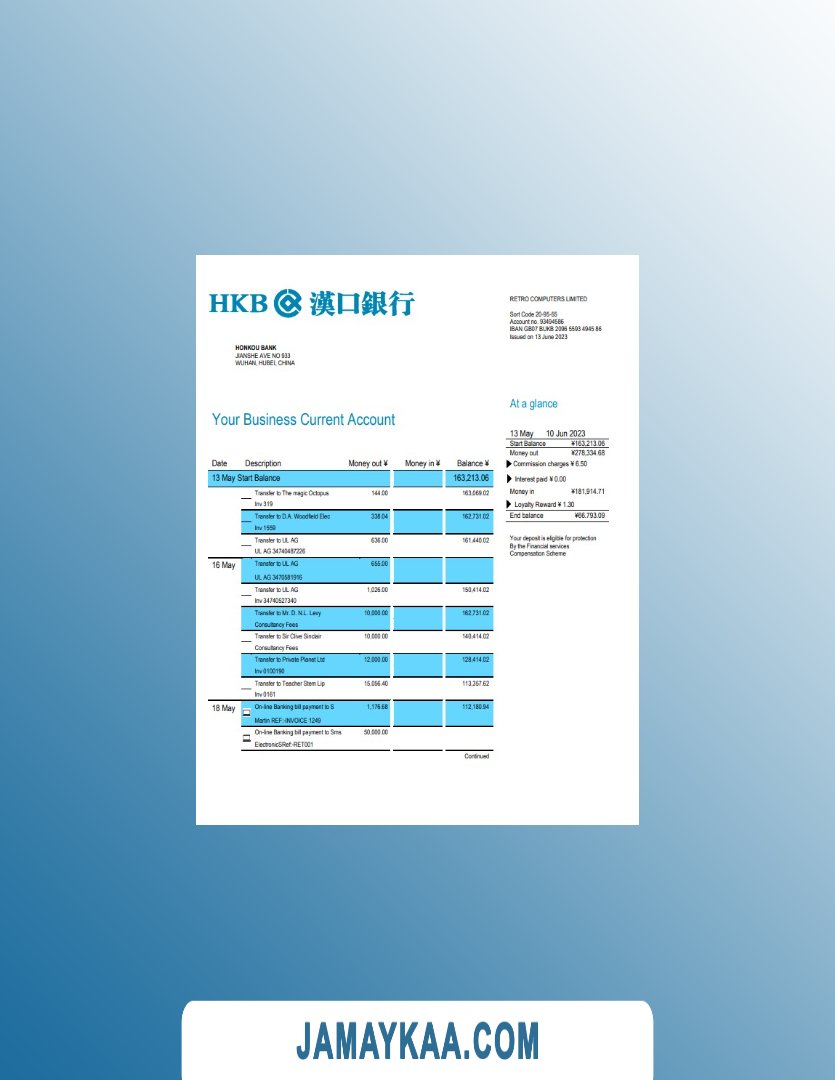 HKB 漢口銀行
RETRO COMPUTERS LIMITED
Sort Code 20-95-55
Account no. 93494586
IBAN GB07 BUKB 2096 5593 4945 86
Issued on 13 June 2023
HONKOU BANK
JIANSHE AVE NO 933
WUHAN, HUBEI, CHINA
At a glance
Your Business Current Account
13 May 10 Jun 2023
Start Balance ¥163,213.06
Money out ¥278,334.68
Commission charges ¥ 6.50
Interest paid ¥ 0.00
Money in ¥181,914.71
Loyalty Reward ¥ 1.30
End balance ¥66,793.09
Your deposit is eligible for protection
By the Financial services
Compensation Scheme
Date Description Money out ¥ Money in ¥ Balance ¥
13 May Start Balance 163,213.06
Transfer to The magic Octopus 144.00 163,069.02
Inv 319
Transfer to D.A. Woodfield Elec 338.04 162,731.02
Inv 1559
Transfer to UL AG 636.00 161,440.02
UL AG 34740487226
16 May Transfer to UL AG 655.00
UL AG 3470581916
Transfer to UL AG 1,026.00 150,414.02
Inv 34740527340
Transfer to Mr. D. N.L. Levy 10,000.00 162,731.02
Consultancy Fees
Transfer to Sir Clive Sinclair 10,000.00 140,414.02
Consultancy Fees
Transfer to Private Planet Ltd 12,000.00 128,414.02
Inv 0100190
Transfer to Teacher Stem Lip 15,056.40 113,357.62
Inv 0161
18 May On-line Banking bill payment to S 1,176.68 112,180.94
Martin REF:-INVOICE 1249
On-line Banking bill payment to Sms 50,000.00
ElectronicSRef:-RET001
Continued
JAMAYKAA.COM